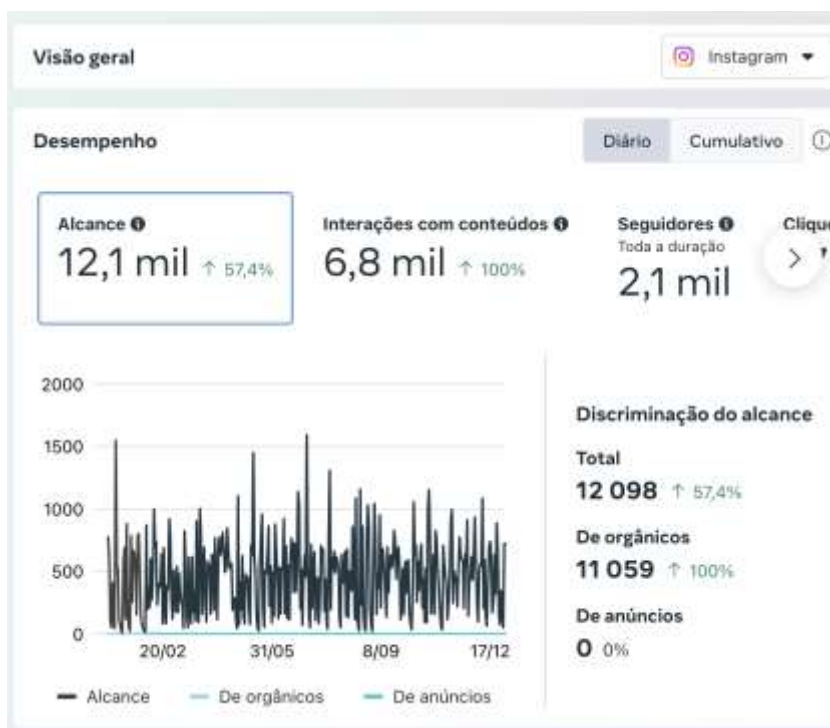 Visão geral
Instagram
Desempenho
Diário Cumulativo
Alcance
12,1 mil ↑ 57,4%
Interações com conteúdos
6,8 mil ↑ 100%
Seguidores
Toda a duração
2,1 mil
Clique
2000
1500
1000
500
0
20/02 31/05 8/09 17/12
Alcance De orgânicos De anúncios
Discriminação do alcance
Total
12 098 ↑ 57,4%
De orgânicos
11 059 ↑ 100%
De anúncios
0 0%